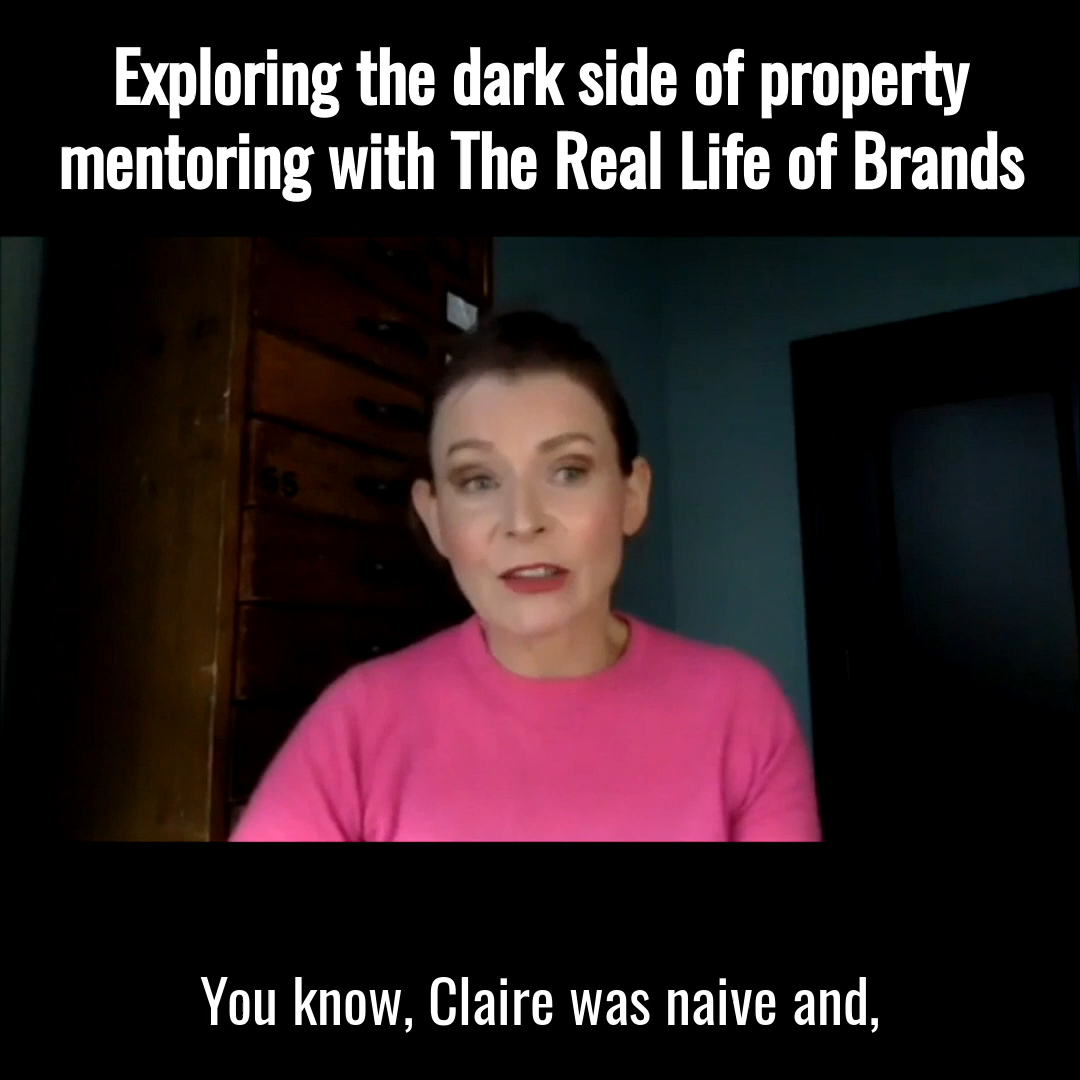 Exploring the dark side of property
mentoring with The Real Life of Brands
You know, Claire was naive and,